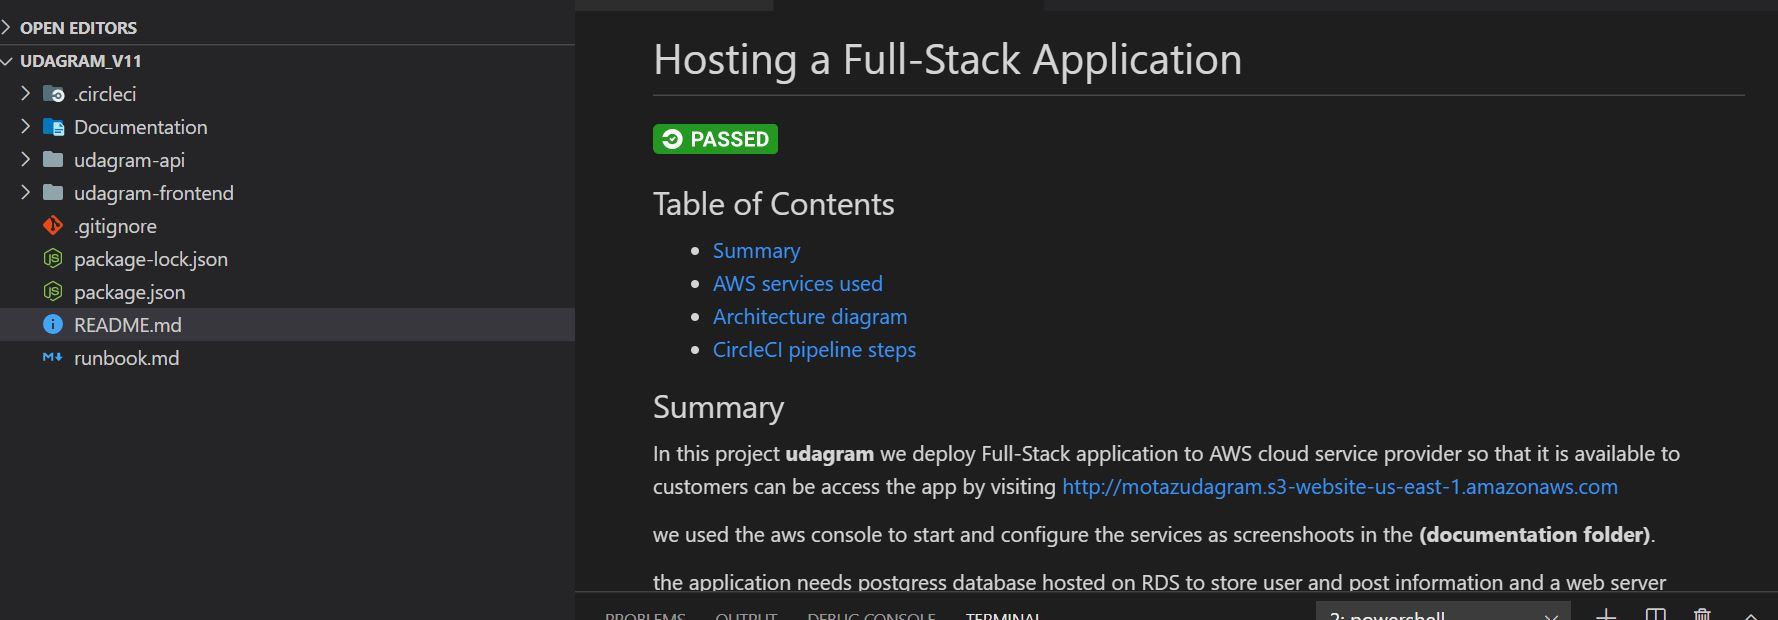 OPEN EDITORS
UDAGRAM_V11
.circleci
Documentation
udagram-api
udagram-frontend
.gitignore
package-lock.json
package.json
README.md
runbook.md
Hosting a Full-Stack Application
PASSED
Table of Contents
Summary
AWS services used
Architecture diagram
CircleCI pipeline steps
Summary
In this project udagram we deploy Full-Stack application to AWS cloud service provider so that it is available to
customers can be access the app by visiting http://motazudagram.s3-website-us-east-1.amazonaws.com
we used the aws console to start and configure the services as screenshoots in the (documentation folder).
the application needs postgress database hosted on RDS to store user and post information and a web server
PROBLEMS OUTPUT DEBUG CONSOLE TERMINAL 2: powershell